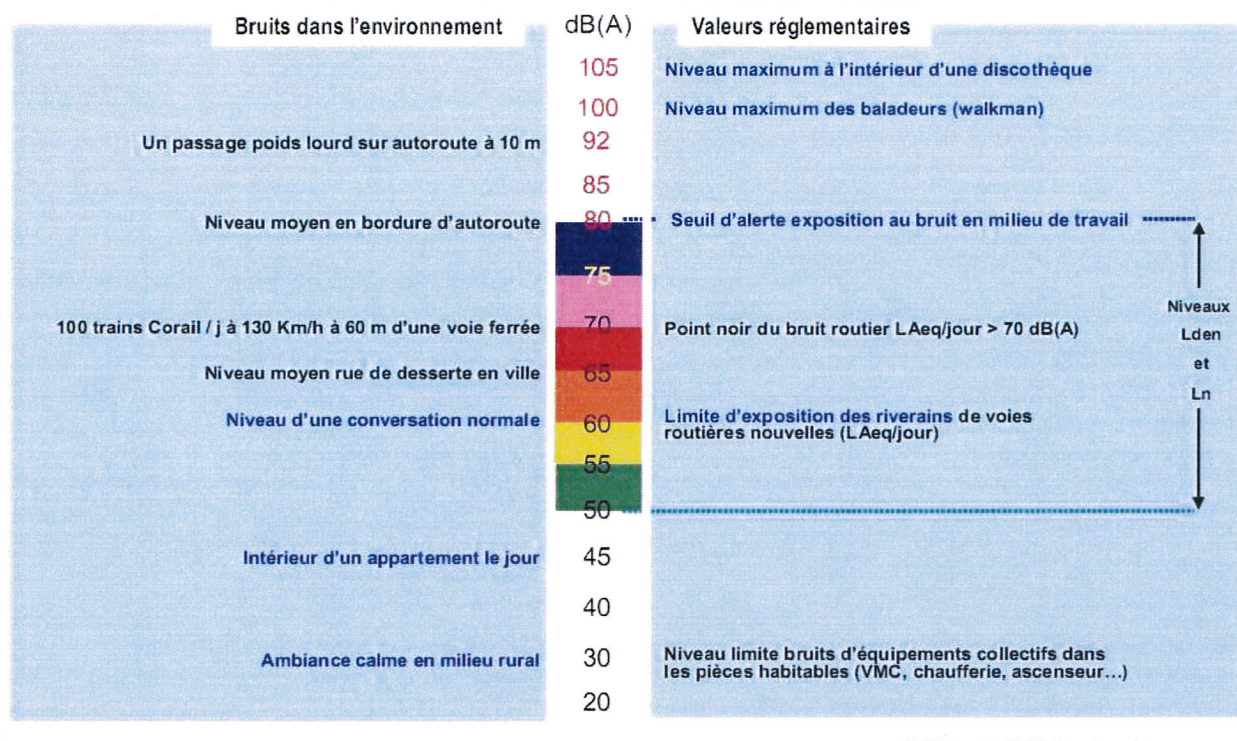 Bruits dans l'environnement dB(A) Valeurs réglementaires
105 Niveau maximum à l'intérieur d'une discothèque
100 Niveau maximum des baladeurs (walkman)
Un passage poids lourd sur autoroute à 10 m 92
85
Niveau moyen en bordure d'autoroute 80 Seuil d'alerte exposition au bruit en milieu de travail
75
Niveaux
100 trains Corail / j à 130 Km/h à 60 m d'une voie ferrée 70 Point noir du bruit routier LAeq/jour > 70 dB(A) Lden
et
Niveau moyen rue de desserte en ville 65
Ln
Niveau d'une conversation normale 60 Limite d'exposition des riverains de voies
routières nouvelles (LAeq/jour)
55
50
Intérieur d'un appartement le jour 45
40
Ambiance calme en milieu rural 30 Niveau limite bruits d'équipements collectifs dans
les pièces habitables (VMC, chaufferie, ascenseur...)
20